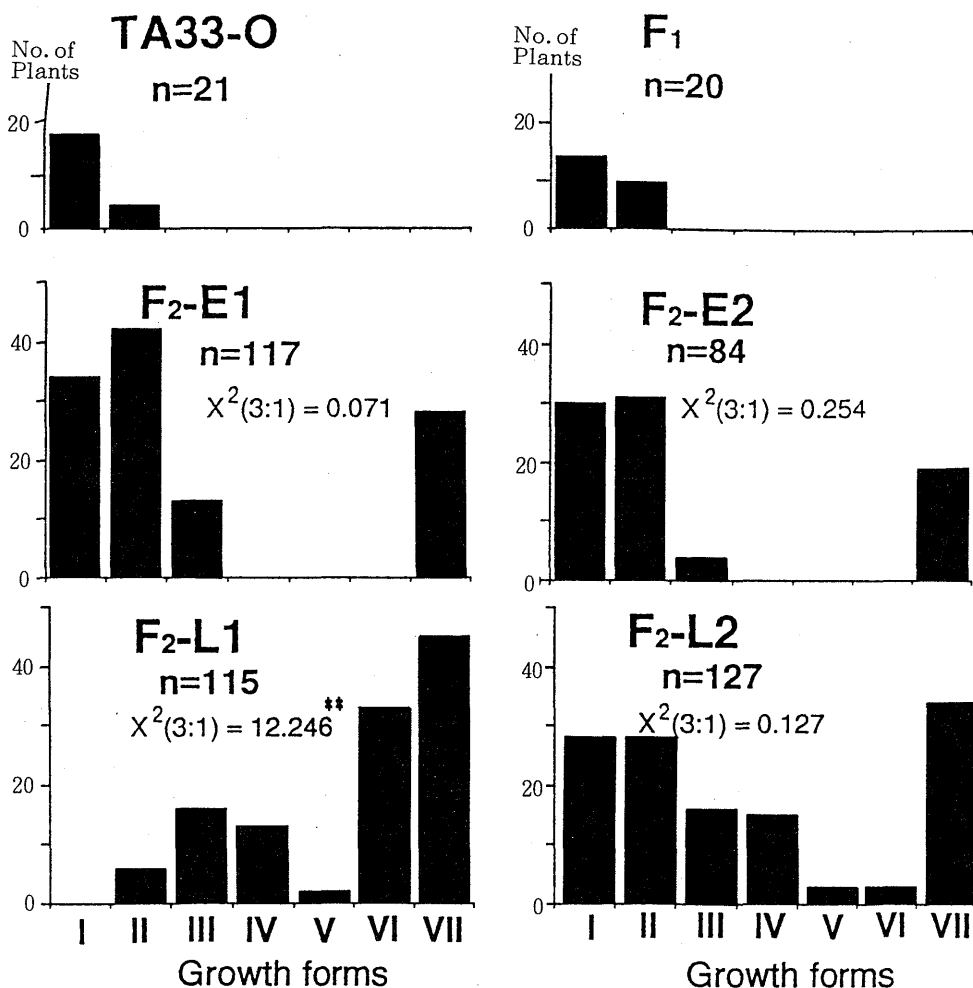 TA33-O
No. of
Plants
n=21
20
0
F1
No. of
Plants
n=20
20
0
F2-E1
n=117
X²(3:1) = 0.071
40
20
0
F2-E2
n=84
X²(3:1) = 0.254
40
20
0
F2-L1
n=115
X²(3:1) = 12.246**
40
20
0
I II III IV V VI VII
Growth forms
F2-L2
n=127
X²(3:1) = 0.127
40
20
0
I II III IV V VI VII
Growth forms